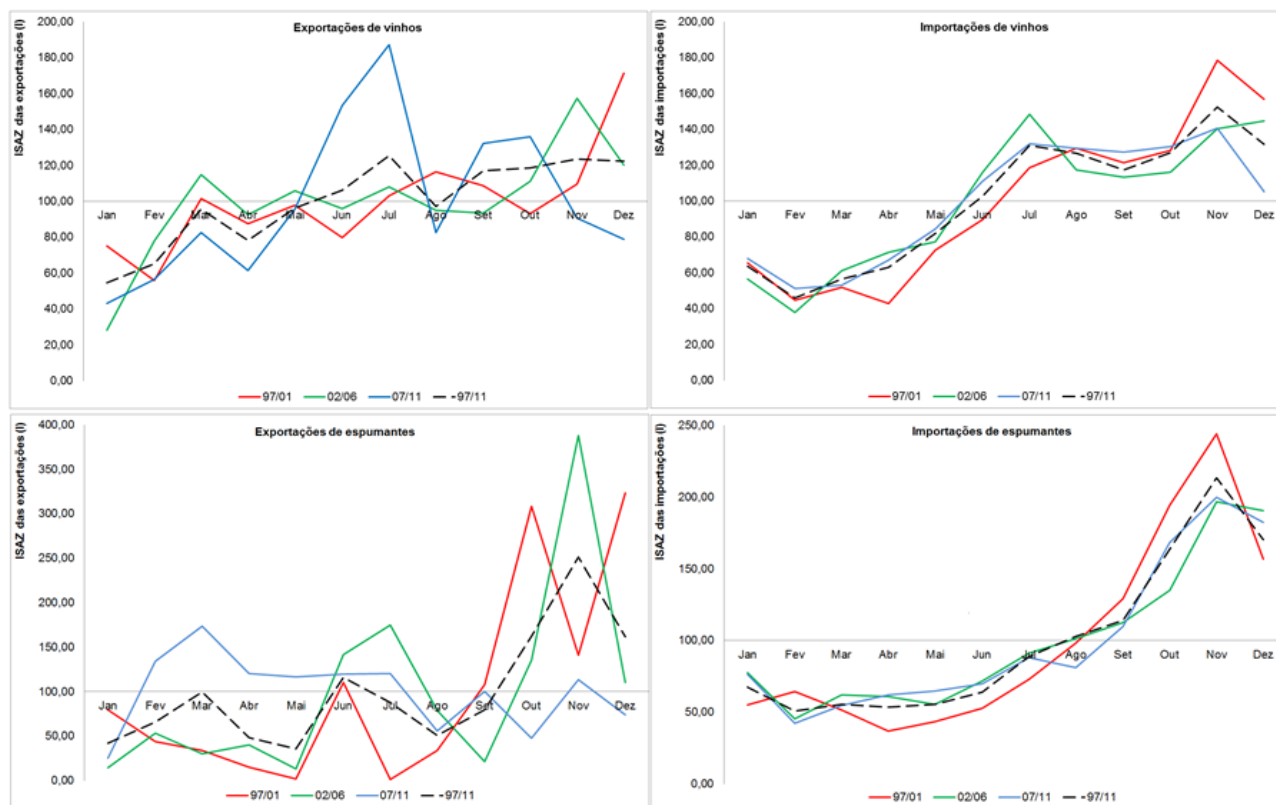 Exportações de vinhos
ISAZ das exportações (l)
200,00
180,00
160,00
140,00
120,00
100,00
80,00
60,00
40,00
20,00
0,00
Jan Fev Mar Abr Mai Jun Jul Ago Set Out Nov Dez
97/01 02/06 07/11 97/11
Importações de vinhos
ISAZ das importações (l)
200,00
180,00
160,00
140,00
120,00
100,00
80,00
60,00
40,00
20,00
0,00
Jan Fev Mar Abr Mai Jun Jul Ago Set Out Nov Dez
97/01 02/06 07/11 97/11
Exportações de espumantes
ISAZ das exportações (l)
400,00
350,00
300,00
250,00
200,00
150,00
100,00
50,00
0,00
Jan Fev Mar Abr Mai Jun Jul Ago Set Out Nov Dez
97/01 02/06 07/11 97/11
Importações de espumantes
ISAZ das importações (l)
250,00
200,00
150,00
100,00
50,00
0,00
Jan Fev Mar Abr Mai Jun Jul Ago Set Out Nov Dez
97/01 02/06 07/11 97/11